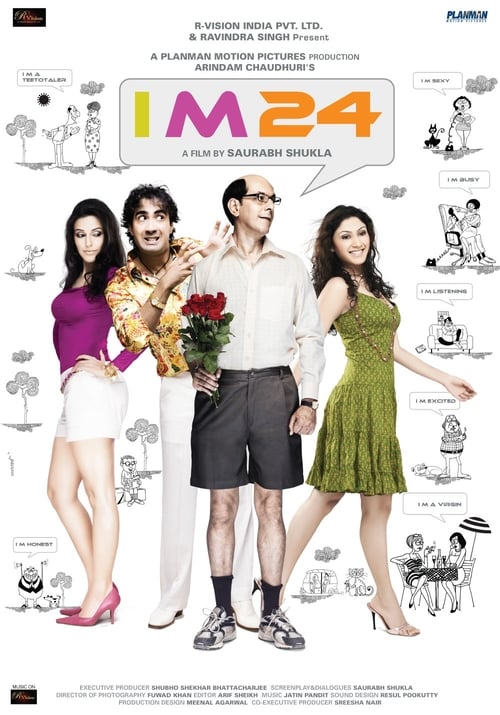 R-VISION INDIA PVT. LTD.
& RAVINDRA SINGH Present
PLANMAN
MOTION PICTURES
A PLANMAN MOTION PICTURES PRODUCTION
ARINDAM CHAUDHURI'S
I M 24
A FILM BY SAURABH SHUKLA
I M A
TEETOTALER
I M SEXY
I M BUSY
I M LISTENING
I M EXCITED
I M A VIRGIN
I M HONEST
MUSIC ON
EXECUTIVE PRODUCER SHUBHO SHEKHAR BHATTACHARJEE SCREENPLAY&DIALOGUES SAURABH SHUKLA
DIRECTOR OF PHOTOGRAPHY FUWAD KHAN EDITOR ARIF SHEIKH MUSIC JATIN PANDIT SOUND DESIGN RESUL POOKUTTY
PRODUCTION DESIGN MEENAL AGARWAL CO-EXECUTIVE PRODUCER SREESHA NAIR